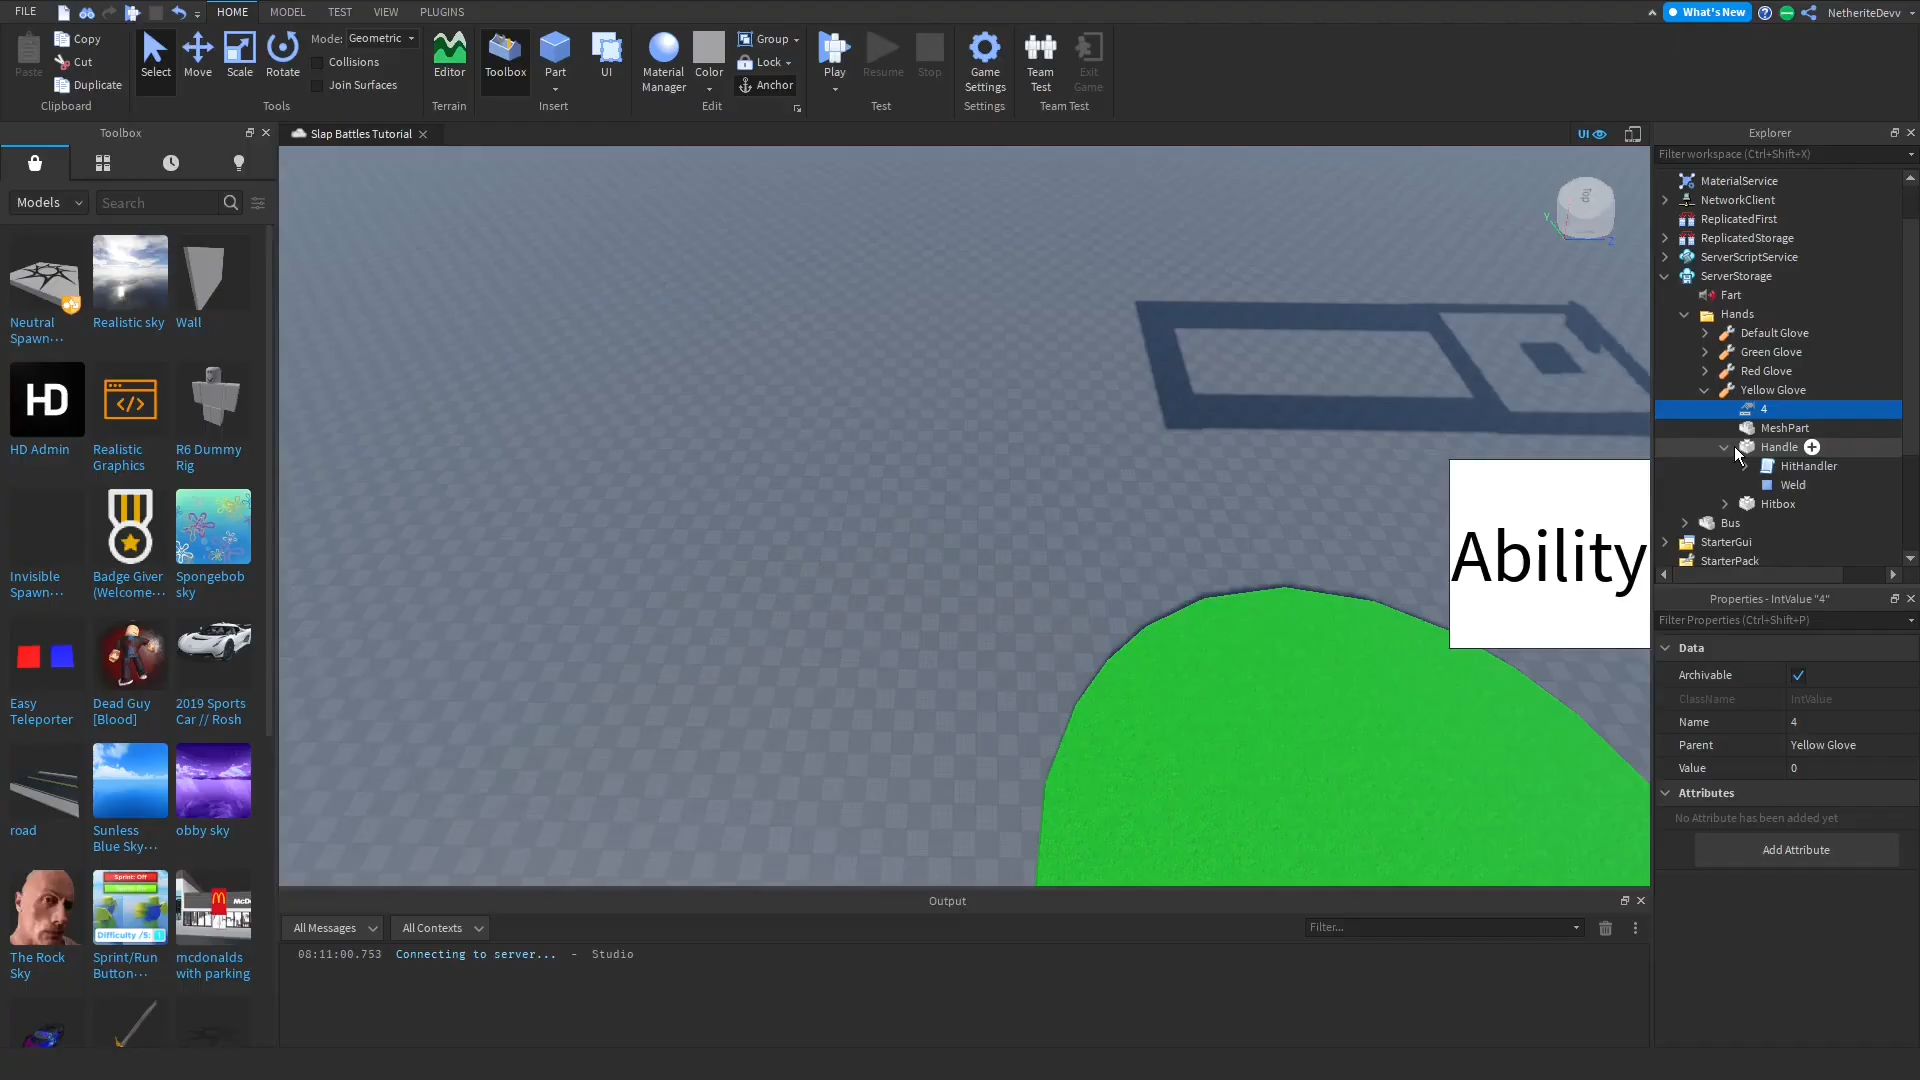 FILE
HOME
MODEL
TEST
VIEW
PLUGINS
What's New
NetheriteDevv
Paste
Copy
Cut
Duplicate
Clipboard
Select
Move
Scale
Rotate
Mode: Geometric
Collisions
Join Surfaces
Tools
Editor
Terrain
Toolbox
Part
UI
Insert
Material Manager
Color
Group
Lock
Anchor
Edit
Play
Resume
Stop
Test
Game Settings
Settings
Team Test
Exit Game
Team Test
Toolbox
Models
Search
Neutral Spawn...
Realistic sky
Wall
HD
HD Admin
Realistic Graphics
R6 Dummy Rig
Invisible Spawn...
Badge Giver (Welcome...
Spongebob sky
Easy Teleporter
Dead Guy [Blood]
2019 Sports Car // Rosh
road
Sunless Blue Sky...
obby sky
Sprint: Off
Difficulty /5:
The Rock Sky
Sprint/Run Button...
mcdonalds with parking
Slap Battles Tutorial
UI
Top
Y
Z
Ability
Output
All Messages
All Contexts
Filter...
08:11:00.753 Connecting to server... - Studio
Explorer
Filter workspace (Ctrl+Shift+X)
MaterialService
NetworkClient
ReplicatedFirst
ReplicatedStorage
ServerScriptService
ServerStorage
Fart
Hands
Default Glove
Green Glove
Red Glove
Yellow Glove
4
MeshPart
Handle
HitHandler
Weld
Hitbox
Bus
StarterGui
StarterPack
Properties - IntValue "4"
Filter Properties (Ctrl+Shift+P)
Data
Archivable
ClassName IntValue
Name 4
Parent Yellow Glove
Value 0
Attributes
No Attribute has been added yet
Add Attribute